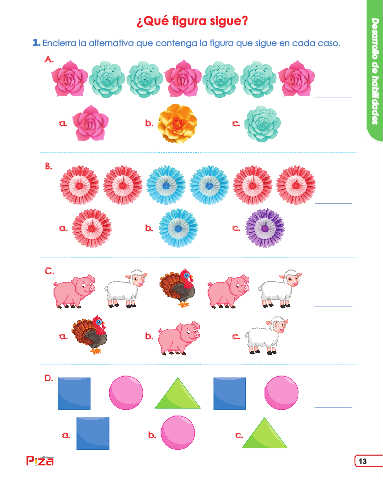 ¿Qué figura sigue?
1. Encierra la alternativa que contenga la figura que sigue en cada caso.
A.
a. b. c.
B.
a. b. c.
C.
a. b. c.
D.
a. b. c.
Desarrollo de habilidades
Piza
13